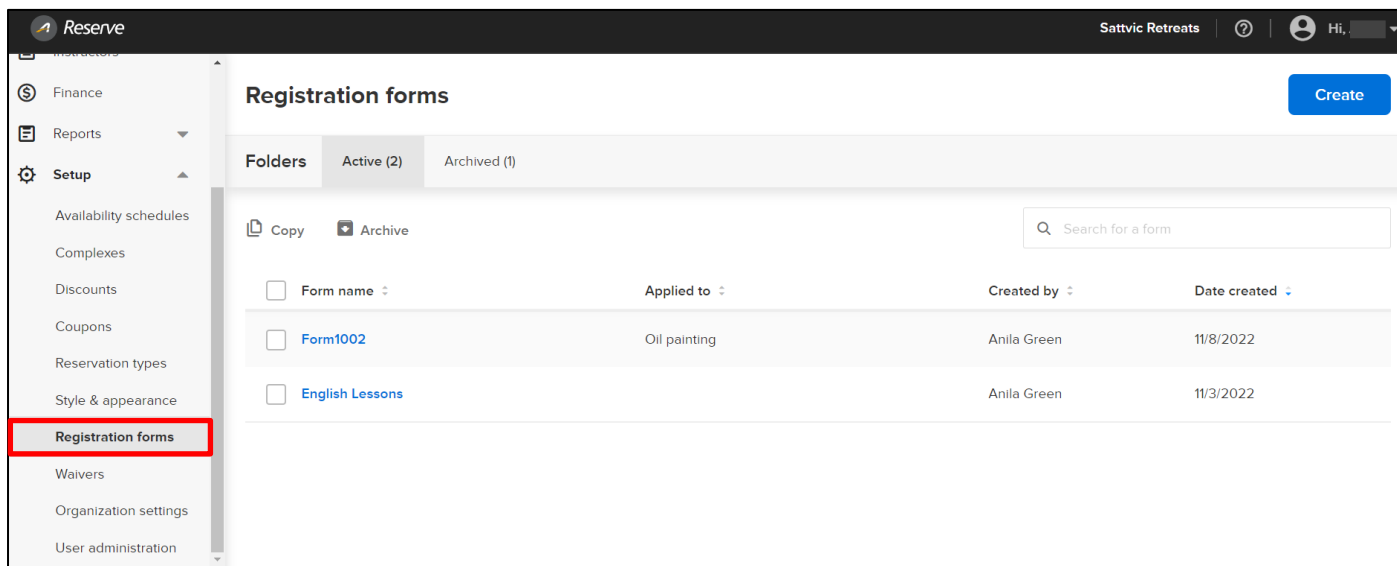 Reserve
Sattvic Retreats
Hi,
Instructors
Finance
Reports
Setup
Availability schedules
Complexes
Discounts
Coupons
Reservation types
Style & appearance
Registration forms
Waivers
Organization settings
User administration
Registration forms
Create
Folders Active (2) Archived (1)
Copy Archive
Search for a form
Form name Applied to Created by Date created
Form1002 Oil painting Anila Green 11/8/2022
English Lessons Anila Green 11/3/2022